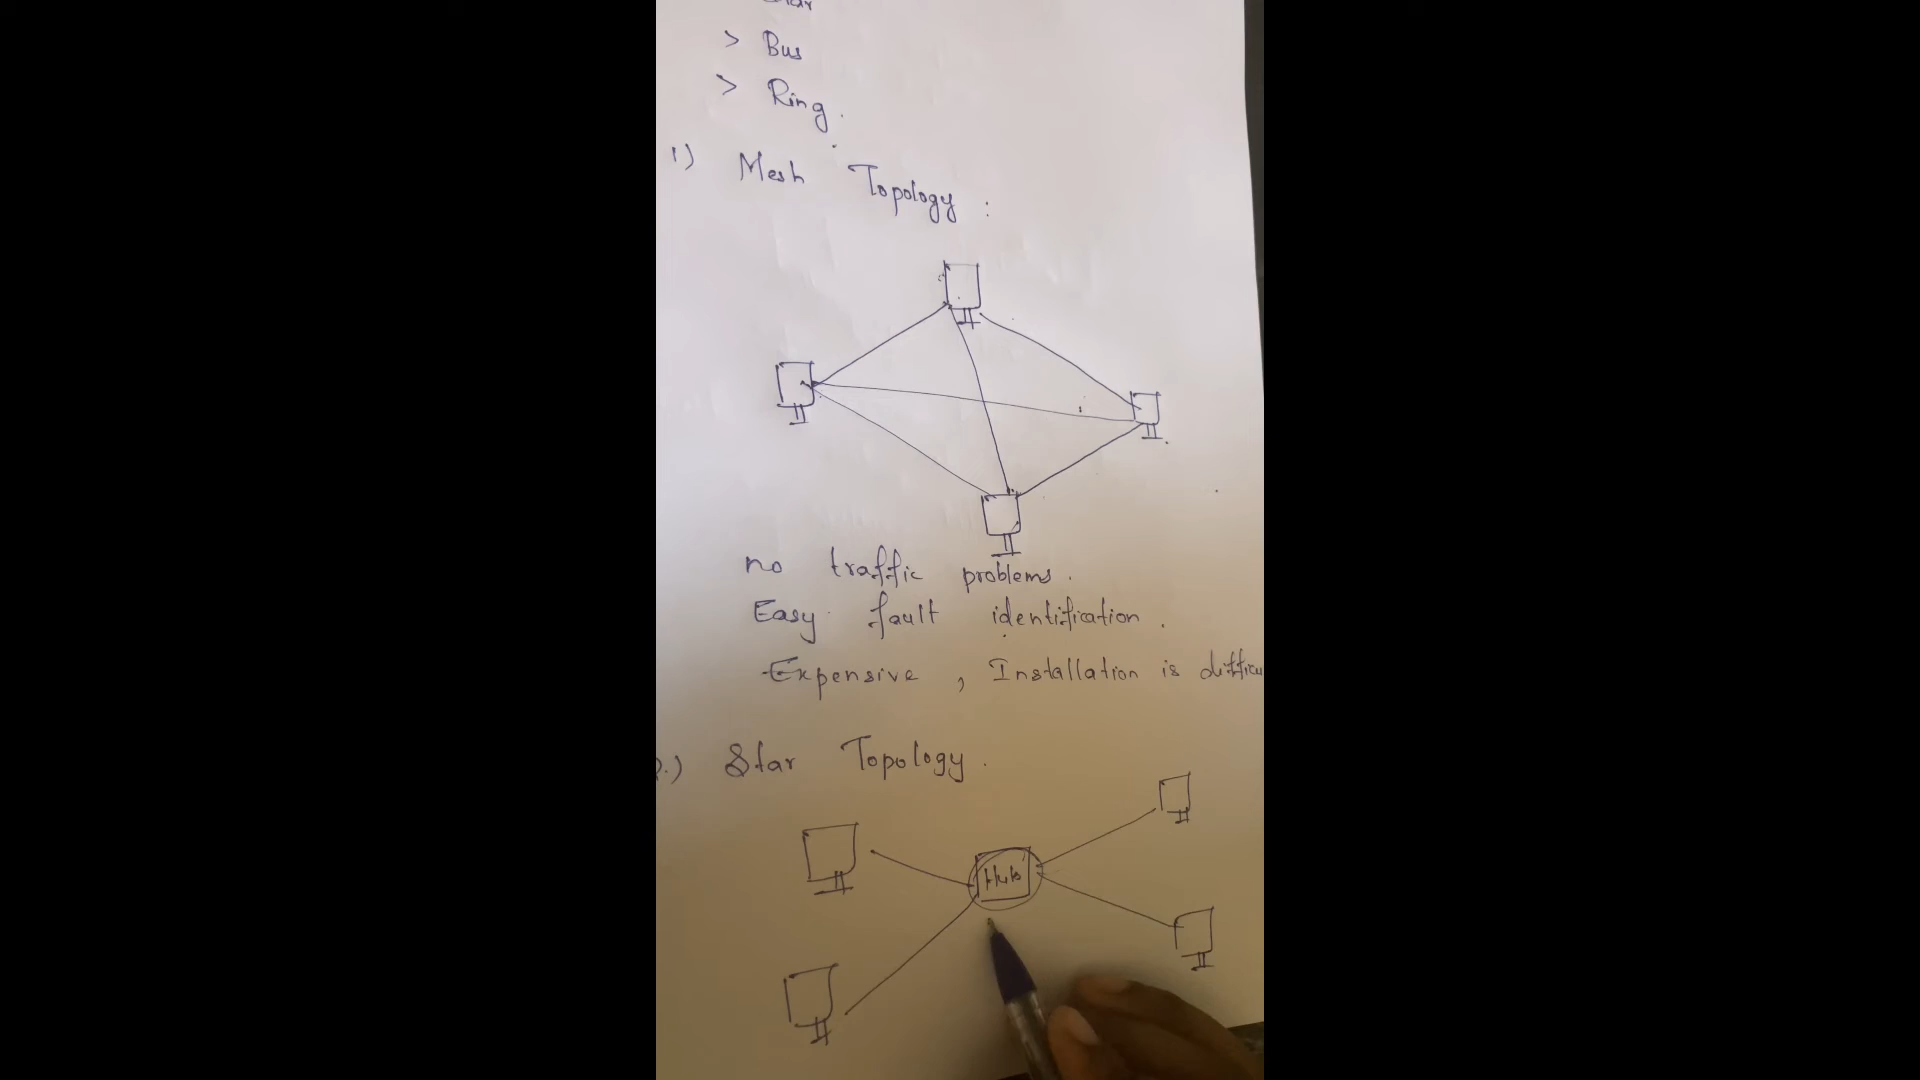 > Bus
> Ring.
1) Mesh Topology :
no traffic problems.
Easy fault identification.
Expensive, Installation is
.) Star Topology.
Hub